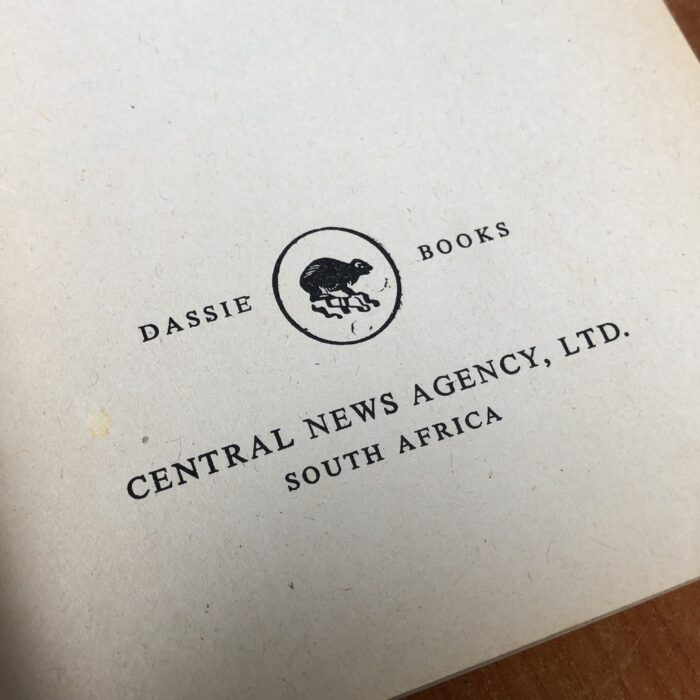 DASSIE BOOKS
CENTRAL NEWS AGENCY, LTD.
SOUTH AFRICA